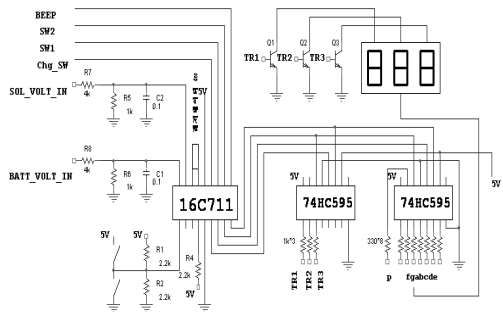 BEEP
SW2
SW1
Chg_SW
Q1
Q2
Q3
TR1
TR2
TR3
R7
SOL_VOLT_IN
4k
R5
1k
C2
0.1
5V
R8
BATT_VOLT_IN
4k
R6
1k
C1
0.1
16C711
5V
74HC595
5V
74HC595
5V
5V
5V
R1
2.2k
R4
2.2k
R2
2.2k
5V
1k*3
330*8
TR1
TR2
TR3
p
fgabcde